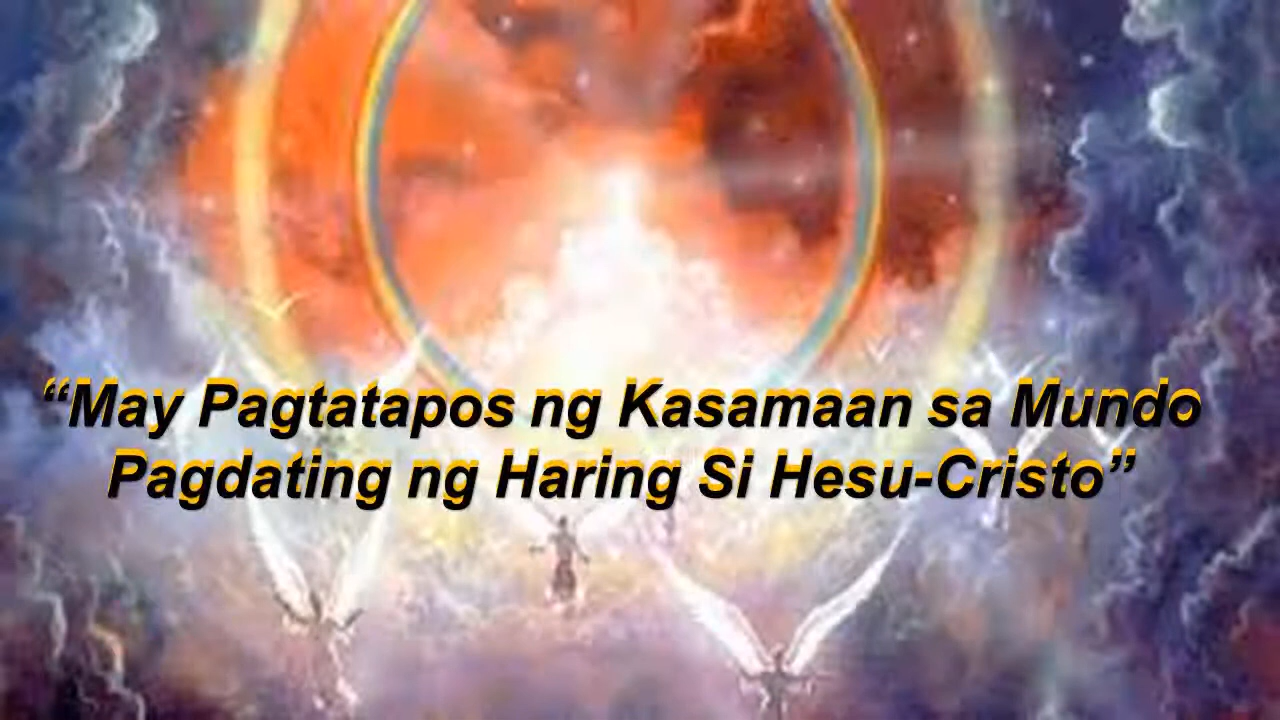 “May Pagtatapos ng Kasamaan sa Mundo
Pagdating ng Haring Si Hesu-Cristo”